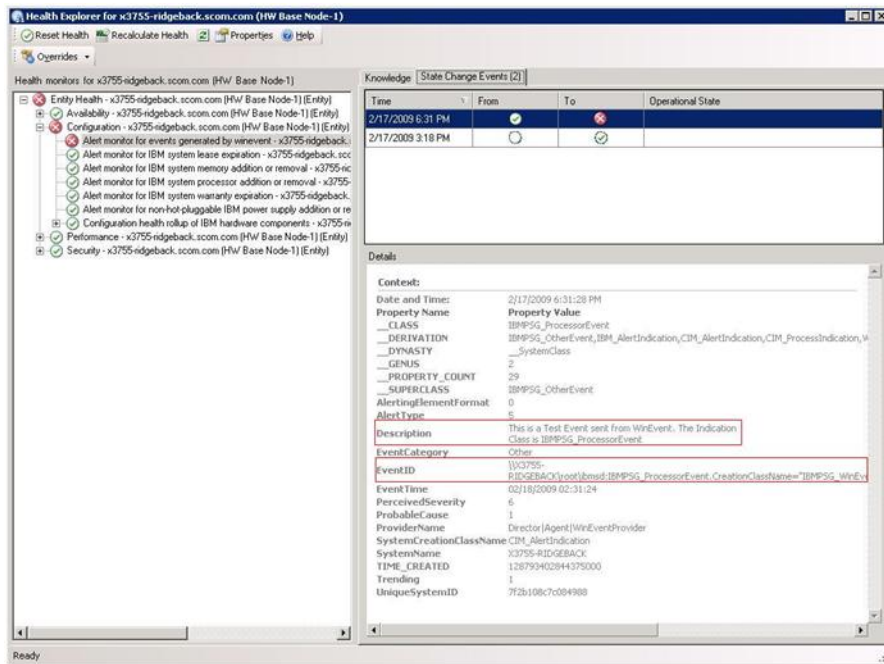 Health Explorer for x3755-ridgeback.scom.com (HW Base Node-1)
Reset Health Recalculate Health Properties Help
Overrides
Health monitors for x3755-ridgeback.scom.com (HW Base Node-1)
Entity Health - x3755-ridgeback.scom.com (HW Base Node-1) (Entity)
Availability - x3755-ridgeback.scom.com (HW Base Node-1) (Entity)
Configuration - x3755-ridgeback.scom.com (HW Base Node-1) (Entity)
Alert monitor for events generated by winevent - x3755-ridgeback.
Alert monitor for IBM system lease expiration - x3755-ridgeback.sco
Alert monitor for IBM system memory addition or removal - x3755-ric
Alert monitor for IBM system processor addition or removal - x3755-
Alert monitor for IBM system warranty expiration - x3755-ridgeback.
Alert monitor for non-hot-pluggable IBM power supply addition or re
Configuration health rollup of IBM hardware components - x3755-ri
Performance - x3755-ridgeback.scom.com (HW Base Node-1) (Entity)
Security - x3755-ridgeback.scom.com (HW Base Node-1) (Entity)
Knowledge State Change Events (2)
Time From To Operational State
2/17/2009 6:31 PM
2/17/2009 3:18 PM
Details
Context:
Date and Time: 2/17/2009 6:31:28 PM
Property Name Property Value
__CLASS IBMPSG_ProcessorEvent
__DERIVATION IBMPSG_OtherEvent,IBM_AlertIndication,CIM_AlertIndication,CIM_ProcessIndication,
__DYNASTY __SystemClass
__GENUS 2
__PROPERTY_COUNT 29
__SUPERCLASS IBMPSG_OtherEvent
AlertingElementFormat 0
AlertType 5
Description This is a Test Event sent from WinEvent. The Indication
Class is IBMPSG_ProcessorEvent
EventCategory Other
EventID \\X3755-
RIDGEBACK\root\ibmsd:IBMPSG_ProcessorEvent.CreationClassName="IBMPSG_WinEv
EventTime 02/18/2009 02:31:24
PerceivedSeverity 6
ProbableCause 1
ProviderName Director|Agent|WinEventProvider
SystemCreationClassName CIM_AlertIndication
SystemName X3755-RIDGEBACK
TIME_CREATED 128793402844375000
Trending 1
UniqueSystemID 7f2b108c7c084988
Ready